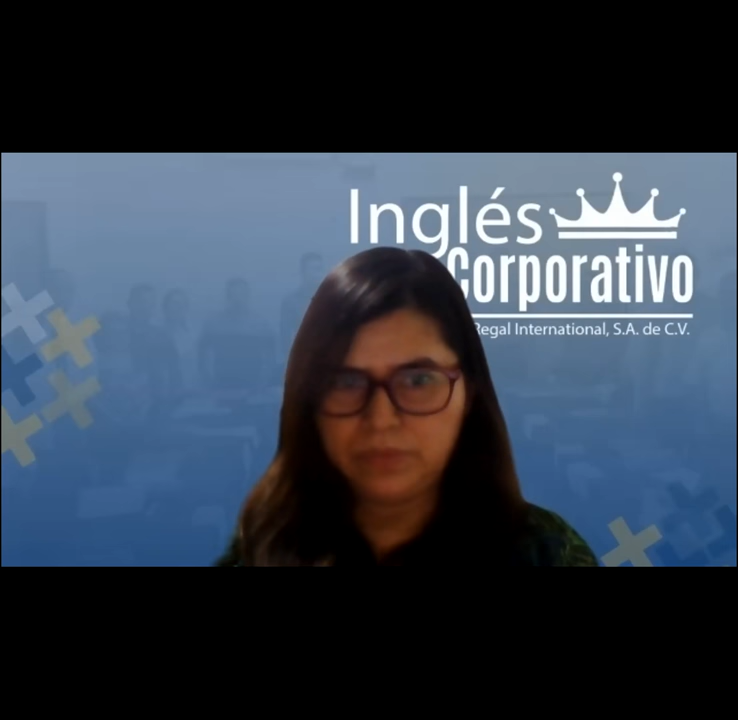 Inglés
Corporativo
Regal International, S.A. de C.V.